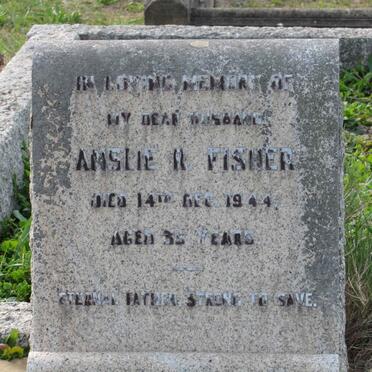 IN LOVING MEMORY OF
MY DEAR HUSBAND
AINSLIE R. FISHER
DIED 14TH DEC. 1944.
AGED 35 YEARS
ETERNAL FATHER STRONG TO SAVE.